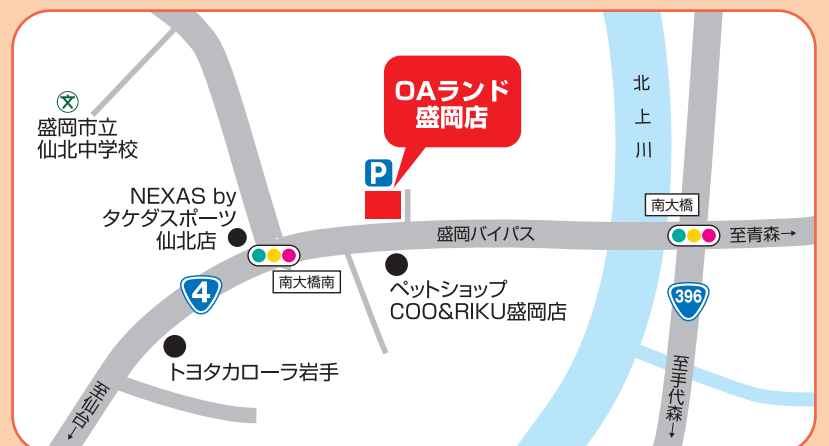 OAランド
盛岡店
P
文
盛岡市立
仙北中学校
NEXAS by
タケダスポーツ
仙北店
北上川
南大橋
盛岡バイパス
至青森→
南大橋南
4
ペットショップ
COO&RIKU盛岡店
396
トヨタカローラ岩手
至仙台→
至手代森→